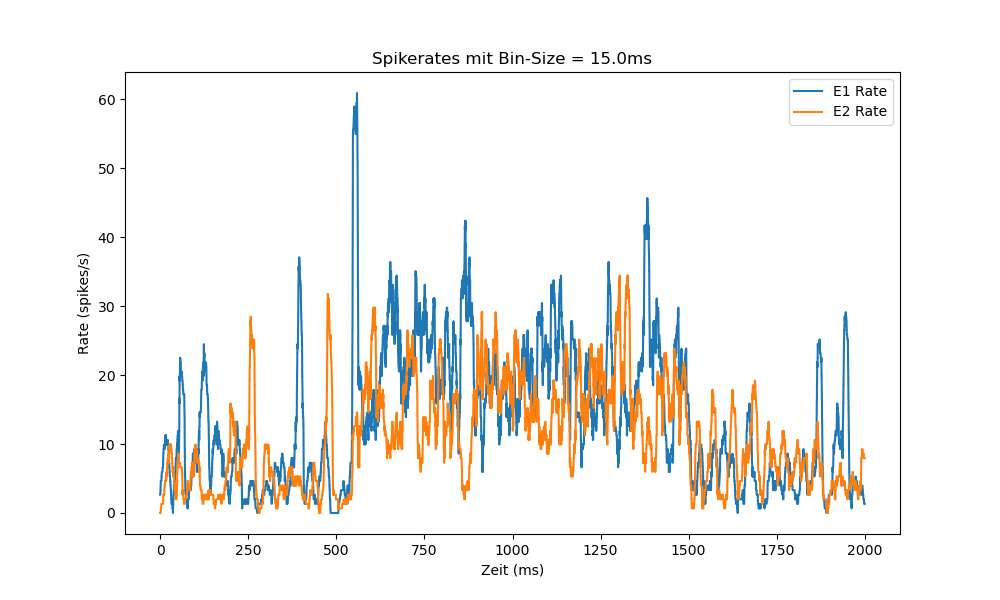 Spikerates mit Bin-Size = 15.0ms
E1 Rate
E2 Rate
60
50
40
30
20
10
0
Rate (spikes/s)
0 250 500 750 1000 1250 1500 1750 2000
Zeit (ms)